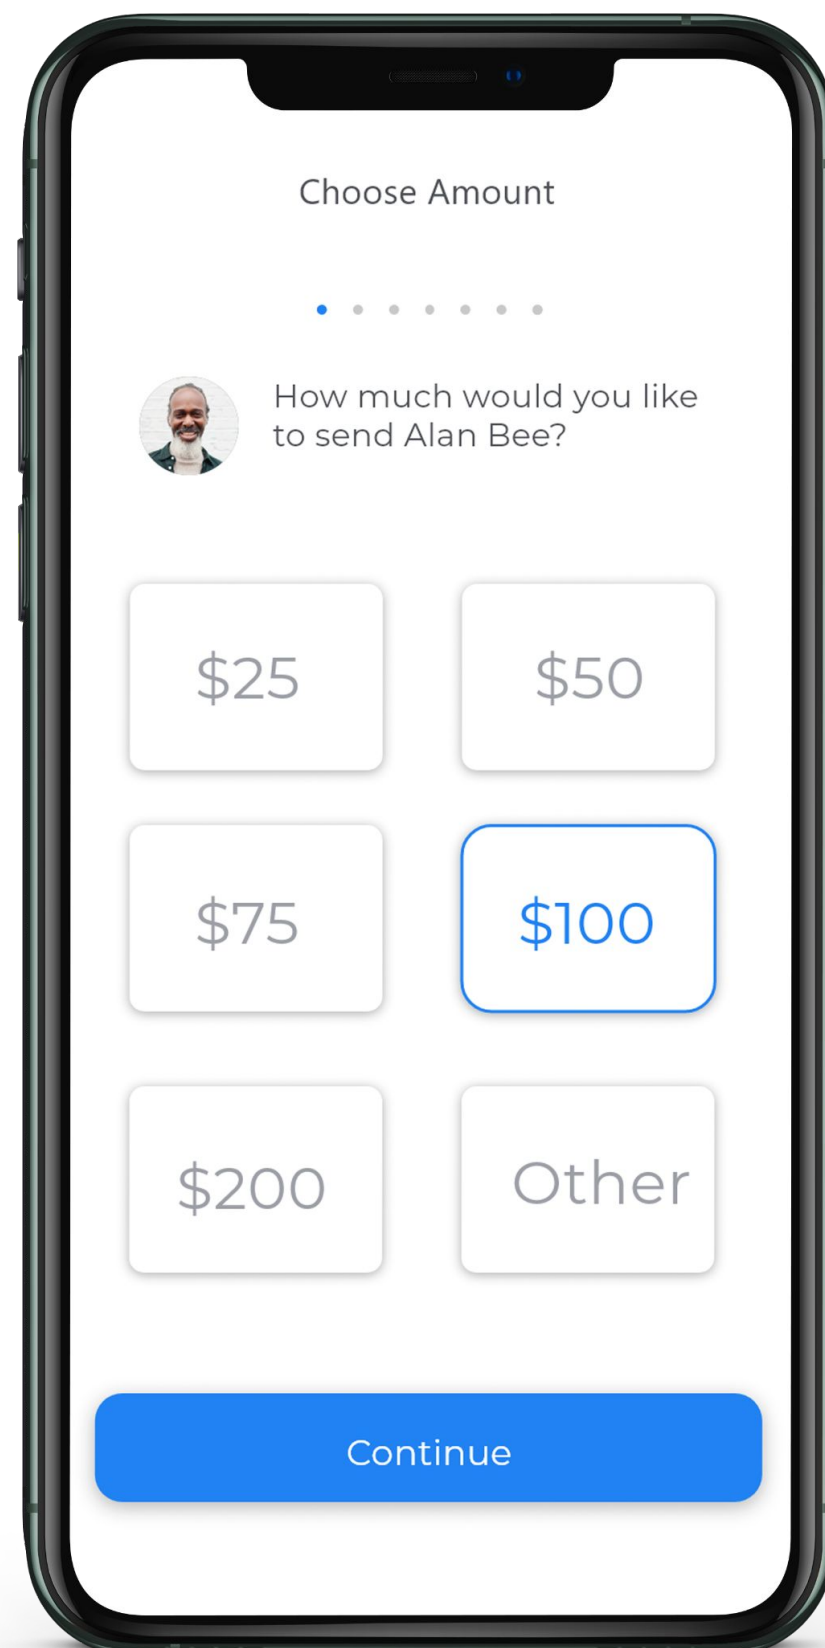 Choose Amount
How much would you like
to send Alan Bee?
$25
$50
$75
$100
$200
Other
Continue